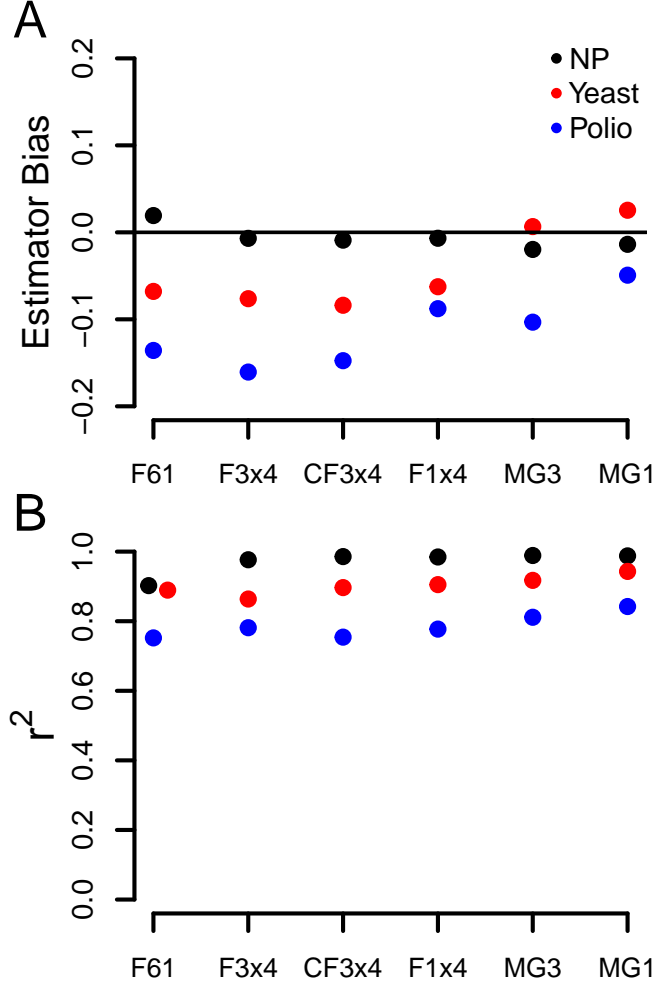 A
NP
Yeast
Polio
Estimator Bias
0.2
0.1
0.0
−0.1
−0.2
F61 F3x4 CF3x4 F1x4 MG3 MG1
B
r2
1.0
0.8
0.6
0.4
0.2
0.0
F61 F3x4 CF3x4 F1x4 MG3 MG1